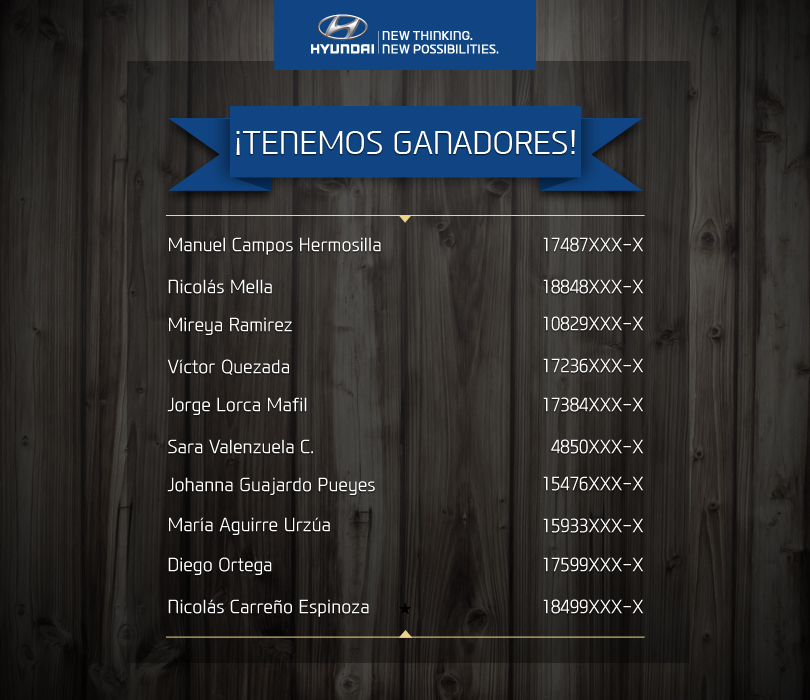 HYUNDAI
NEW THINKING.
NEW POSSIBILITIES.
¡TENEMOS GANADORES!
Manuel Campos Hermosilla 17487XXX-X
Nicolás Mella 18848XXX-X
Mireya Ramirez 10829XXX-X
Víctor Quezada 17236XXX-X
Jorge Lorca Mafil 17384XXX-X
Sara Valenzuela C. 4850XXX-X
Johanna Guajardo Pueyes 15476XXX-X
María Aguirre Urzúa 15933XXX-X
Diego Ortega 17599XXX-X
Nicolás Carreño Espinoza 18499XXX-X